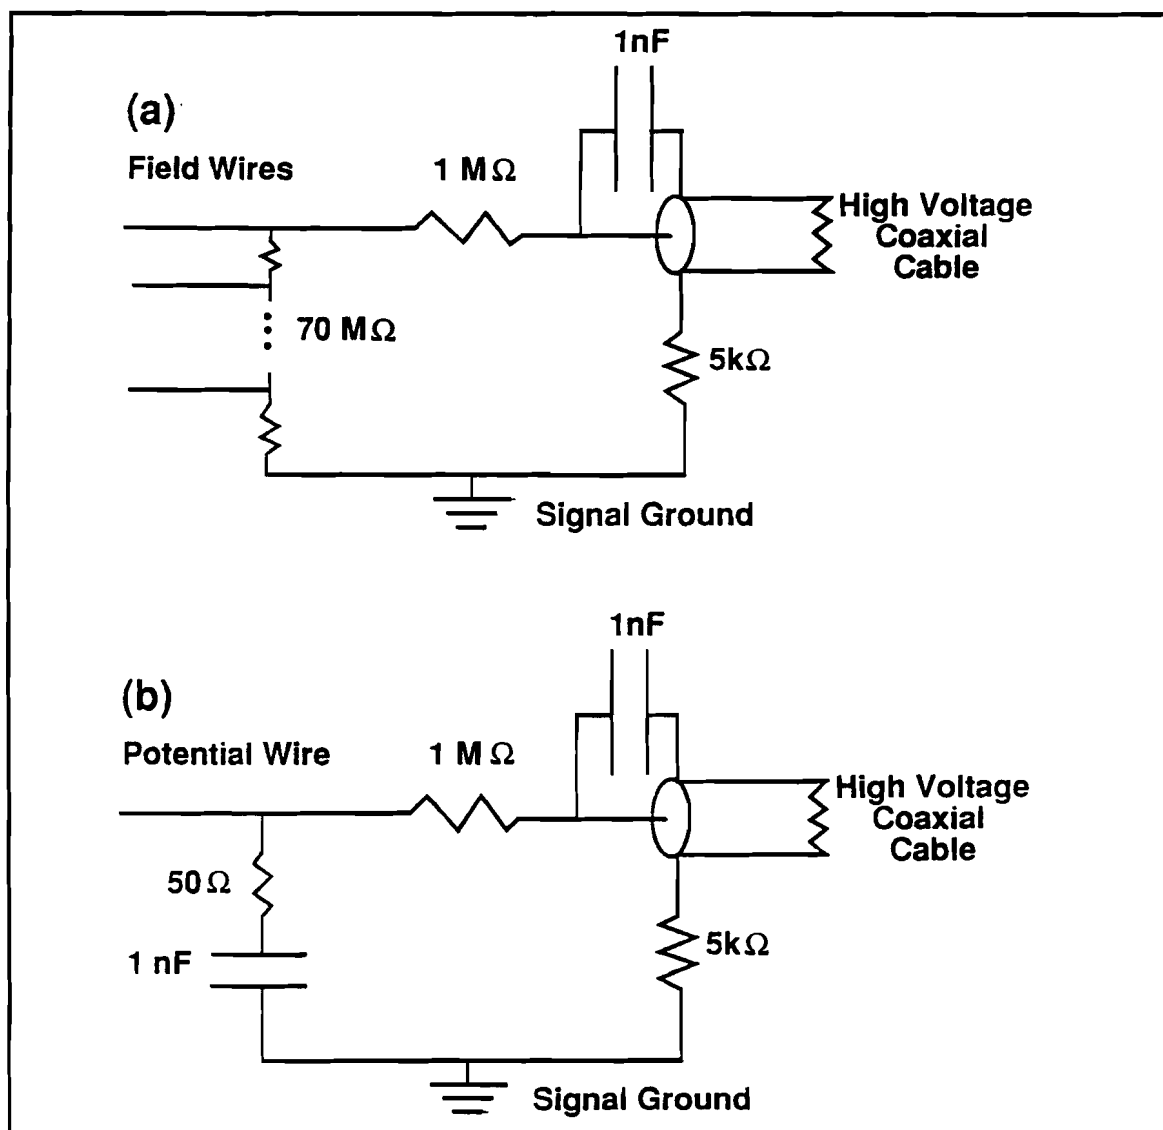 1nF
(a)
Field Wires
1 MΩ
High Voltage
Coaxial
Cable
70 MΩ
5kΩ
Signal Ground
1nF
(b)
Potential Wire
1 MΩ
High Voltage
Coaxial
Cable
50Ω
1 nF
5kΩ
Signal Ground